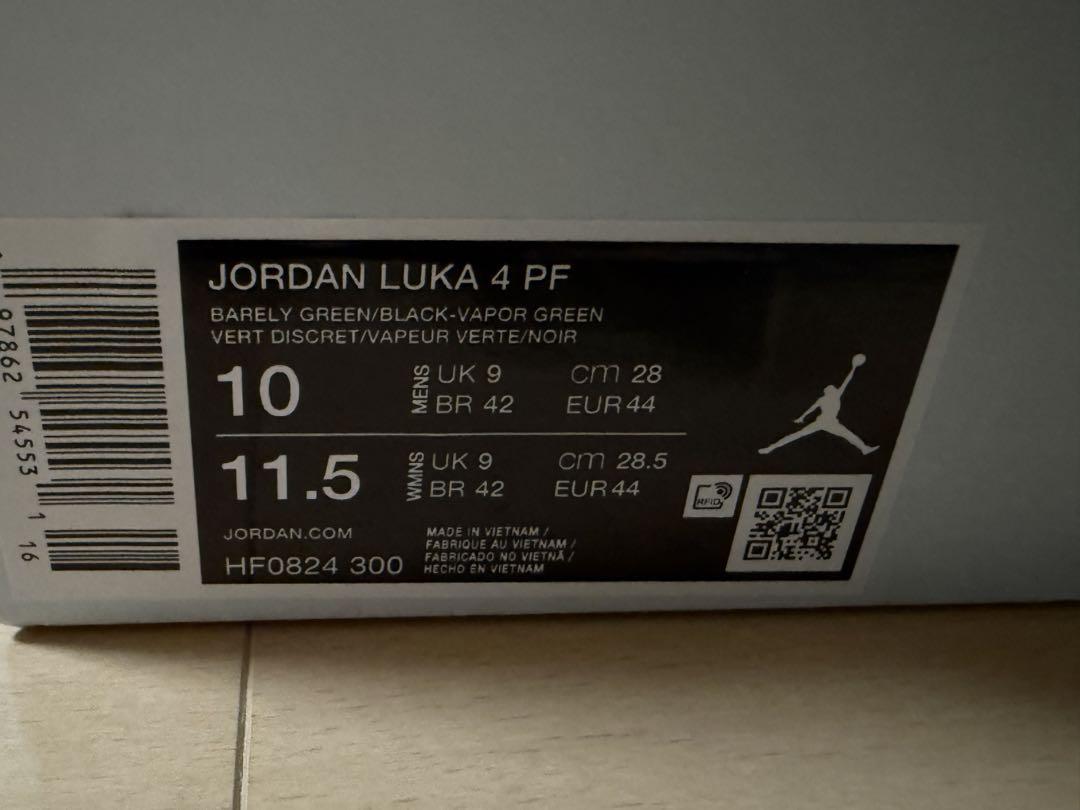 JORDAN LUKA 4 PF
BARELY GREEN/BLACK-VAPOR GREEN
VERT DISCRET/VAPEUR VERTE/NOIR
10 MENS UK 9 cm 28
BR 42 EUR 44
11.5 WMNS UK 9 cm 28.5
BR 42 EUR 44
RFID
JORDAN.COM
HF0824 300
MADE IN VIETNAM /
FABRIQUE AU VIETNAM /
FABRICADO NO VIETNÃ /
HECHO EN VIETNAM
97862 54553 1 16